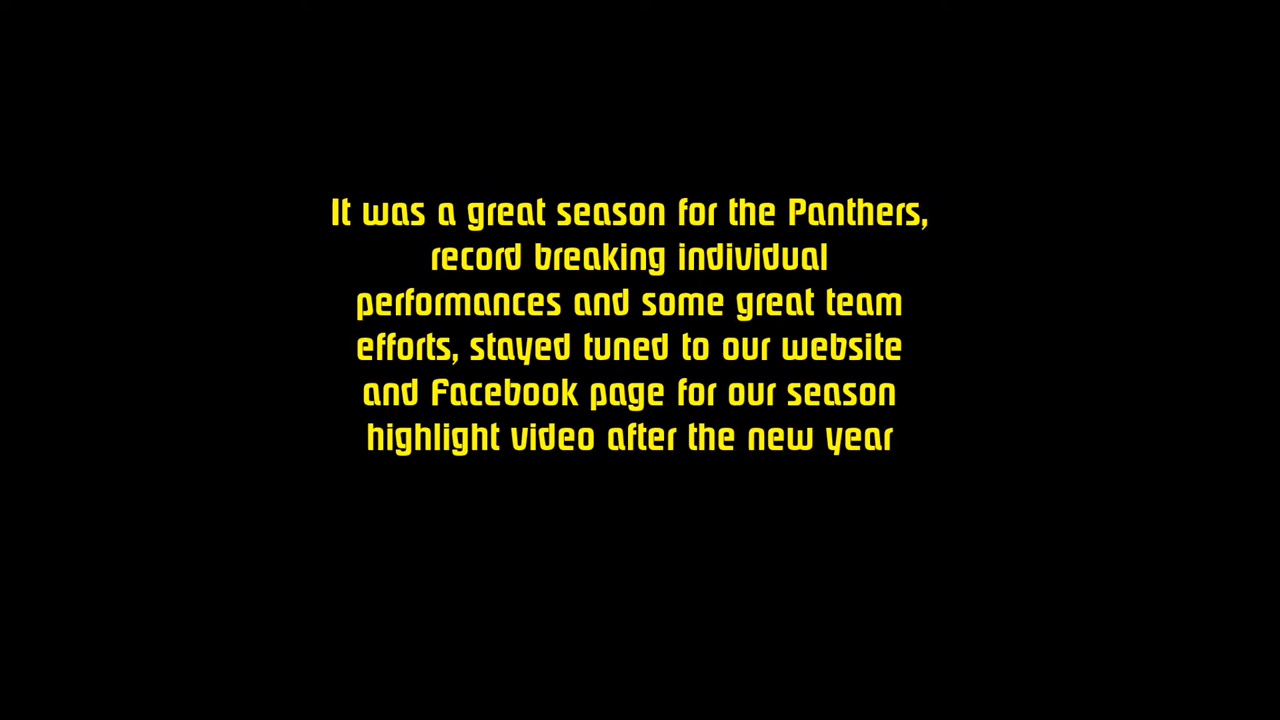 It was a great season for the Panthers,
record breaking individual
performances and some great team
efforts, stayed tuned to our website
and Facebook page for our season
highlight video after the new year